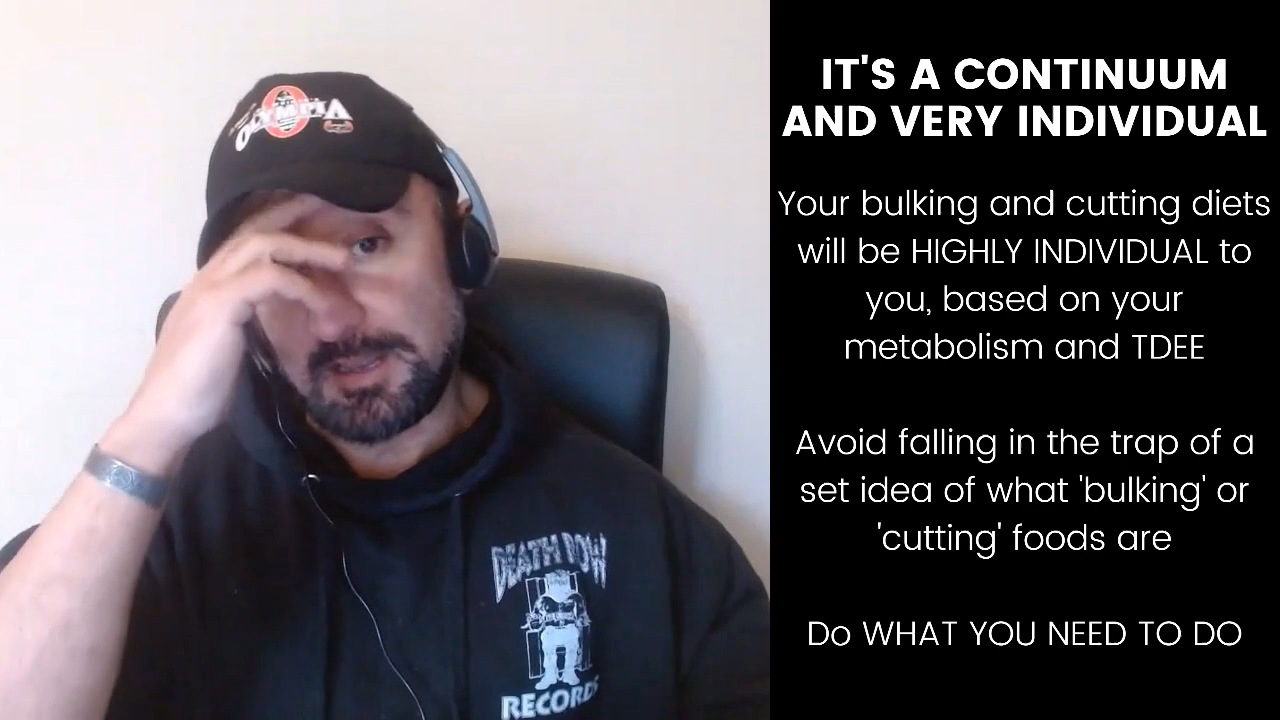 OLYMPIA
DEATH ROW
RECORDS
IT'S A CONTINUUM
AND VERY INDIVIDUAL
Your bulking and cutting diets
will be HIGHLY INDIVIDUAL to
you, based on your
metabolism and TDEE
Avoid falling in the trap of a
set idea of what 'bulking' or
'cutting' foods are
Do WHAT YOU NEED TO DO